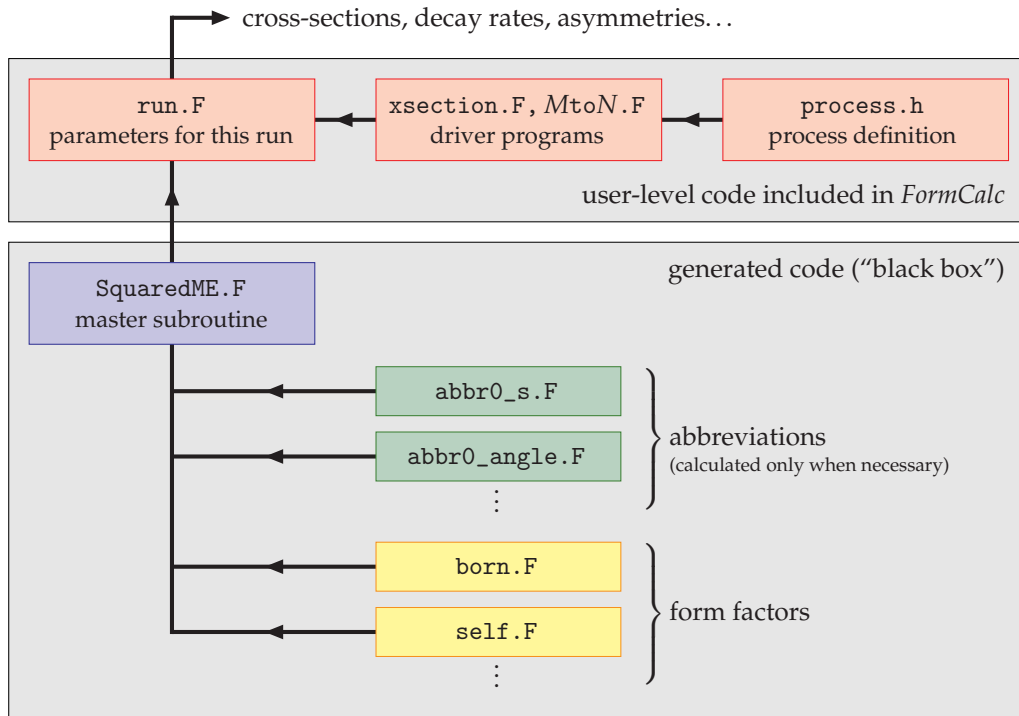 cross-sections, decay rates, asymmetries…
run.F
parameters for this run
xsection.F, MtoN.F
driver programs
process.h
process definition
user-level code included in FormCalc
generated code (“black box”)
SquaredME.F
master subroutine
abbr0_s.F
abbr0_angle.F
⋮
abbreviations
(calculated only when necessary)
born.F
self.F
⋮
form factors